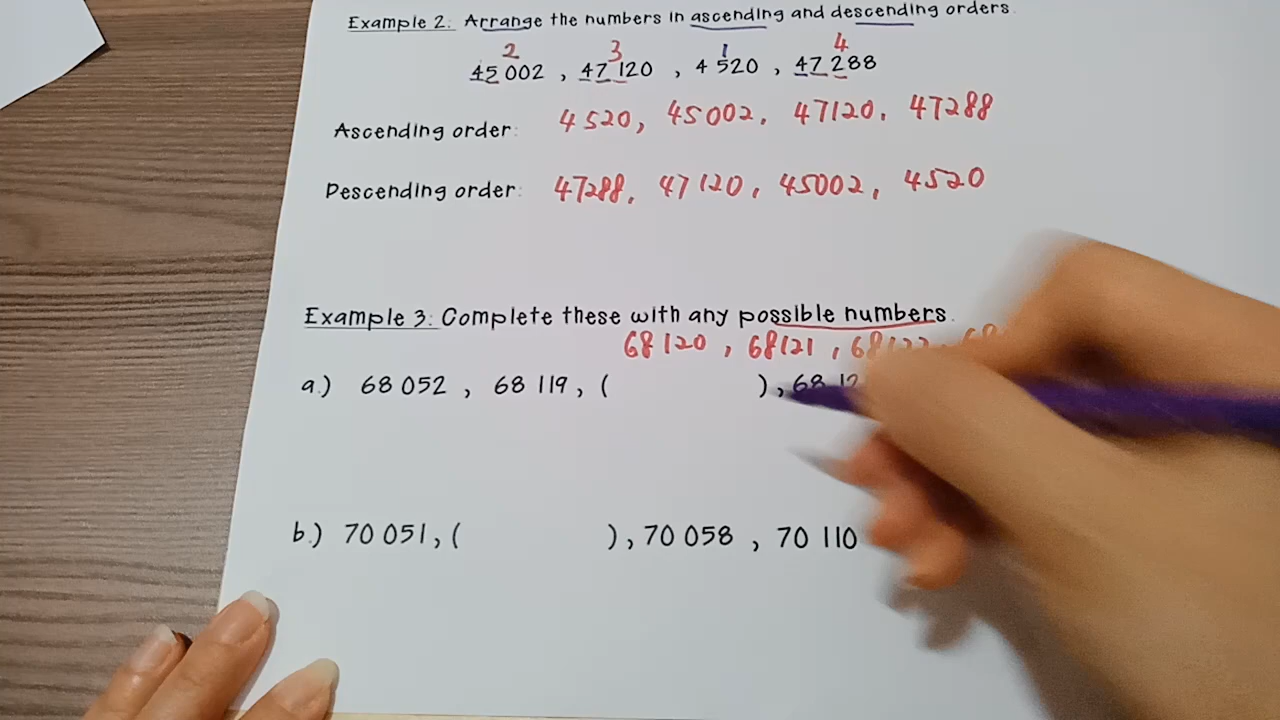 Example 2: Arrange the numbers in ascending and descending orders.
2 3 1 4
45 002 , 47 120 , 4 520 , 47 288
Ascending order: 4520, 45002, 47120, 47288
Descending order: 47288, 47120, 45002, 4520
Example 3: Complete these with any possible numbers.
68120 , 68121 , 68122,
a.) 68 052 , 68 119 , ( ) ,
b.) 70 051 , ( ) , 70 058 , 70 110